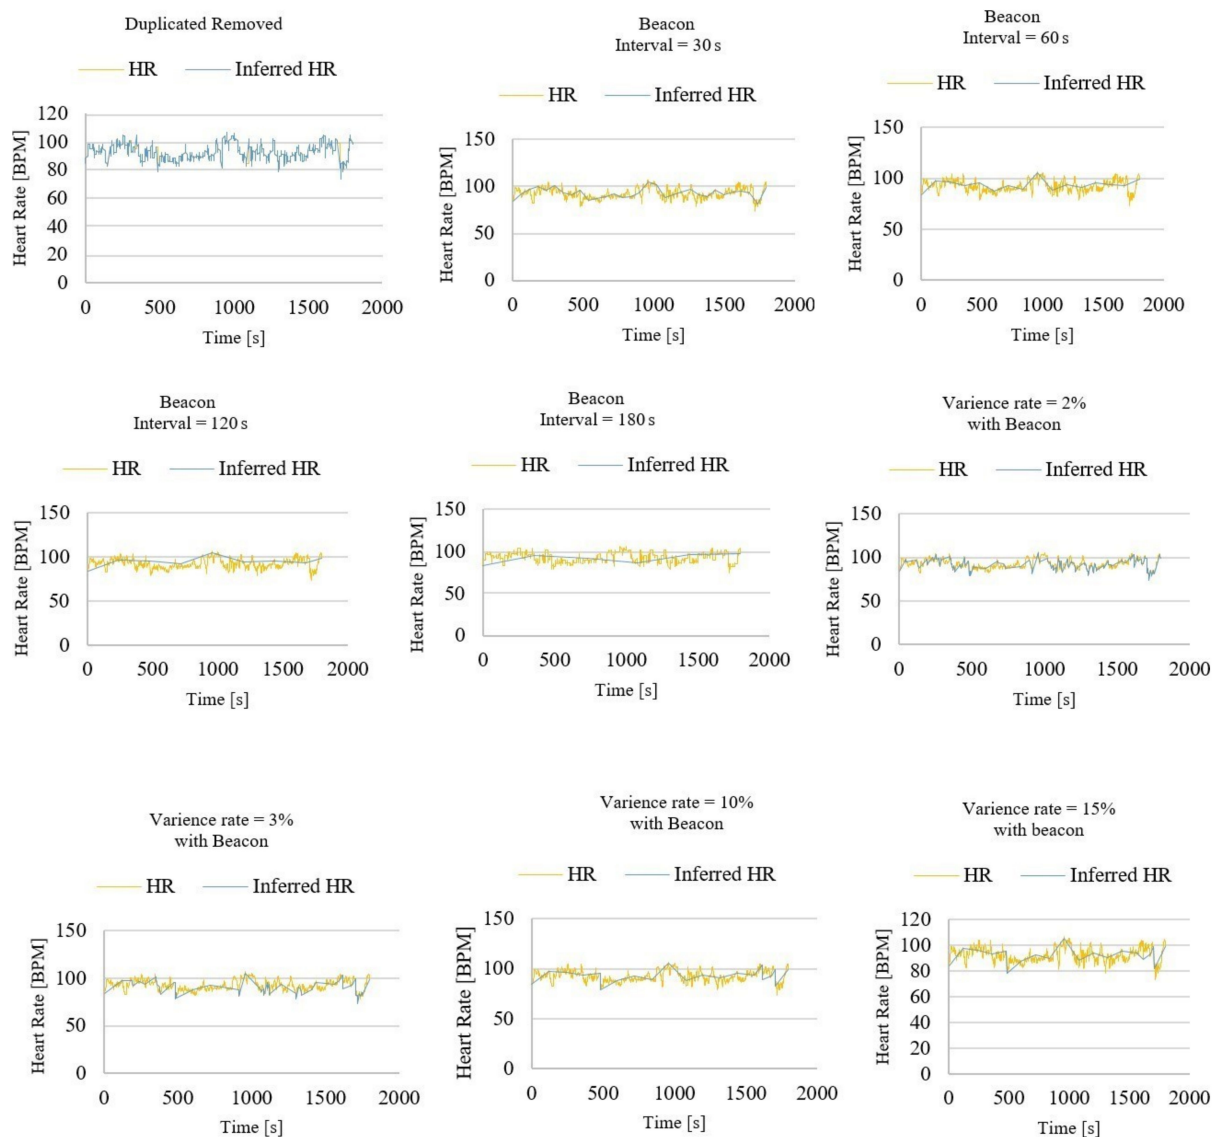 Duplicated Removed
HR Inferred HR
Heart Rate [BPM]
120
100
80
60
40
20
0
0 500 1000 1500 2000
Time [s]
Beacon
Interval = 30 s
HR Inferred HR
Heart Rate [BPM]
150
100
50
0
0 500 1000 1500 2000
Time [s]
Beacon
Interval = 60 s
HR Inferred HR
Heart Rate [BPM]
150
100
50
0
0 500 1000 1500 2000
Time [s]
Beacon
Interval = 120 s
HR Inferred HR
Heart Rate [BPM]
150
100
50
0
0 500 1000 1500 2000
Time [s]
Beacon
Interval = 180 s
HR Inferred HR
Heart Rate [BPM]
150
100
50
0
0 500 1000 1500 2000
Time [s]
Varience rate = 2%
with Beacon
HR Inferred HR
Heart Rate [BPM]
150
100
50
0
0 500 1000 1500 2000
Time [s]
Varience rate = 3%
with Beacon
HR Inferred HR
Heart Rate [BPM]
150
100
50
0
0 500 1000 1500 2000
Time [s]
Varience rate = 10%
with Beacon
HR Inferred HR
Heart Rate [BPM]
150
100
50
0
0 500 1000 1500 2000
Time [s]
Varience rate = 15%
with beacon
HR Inferred HR
Heart Rate [BPM]
120
100
80
60
40
20
0
0 500 1000 1500 2000
Time [s]